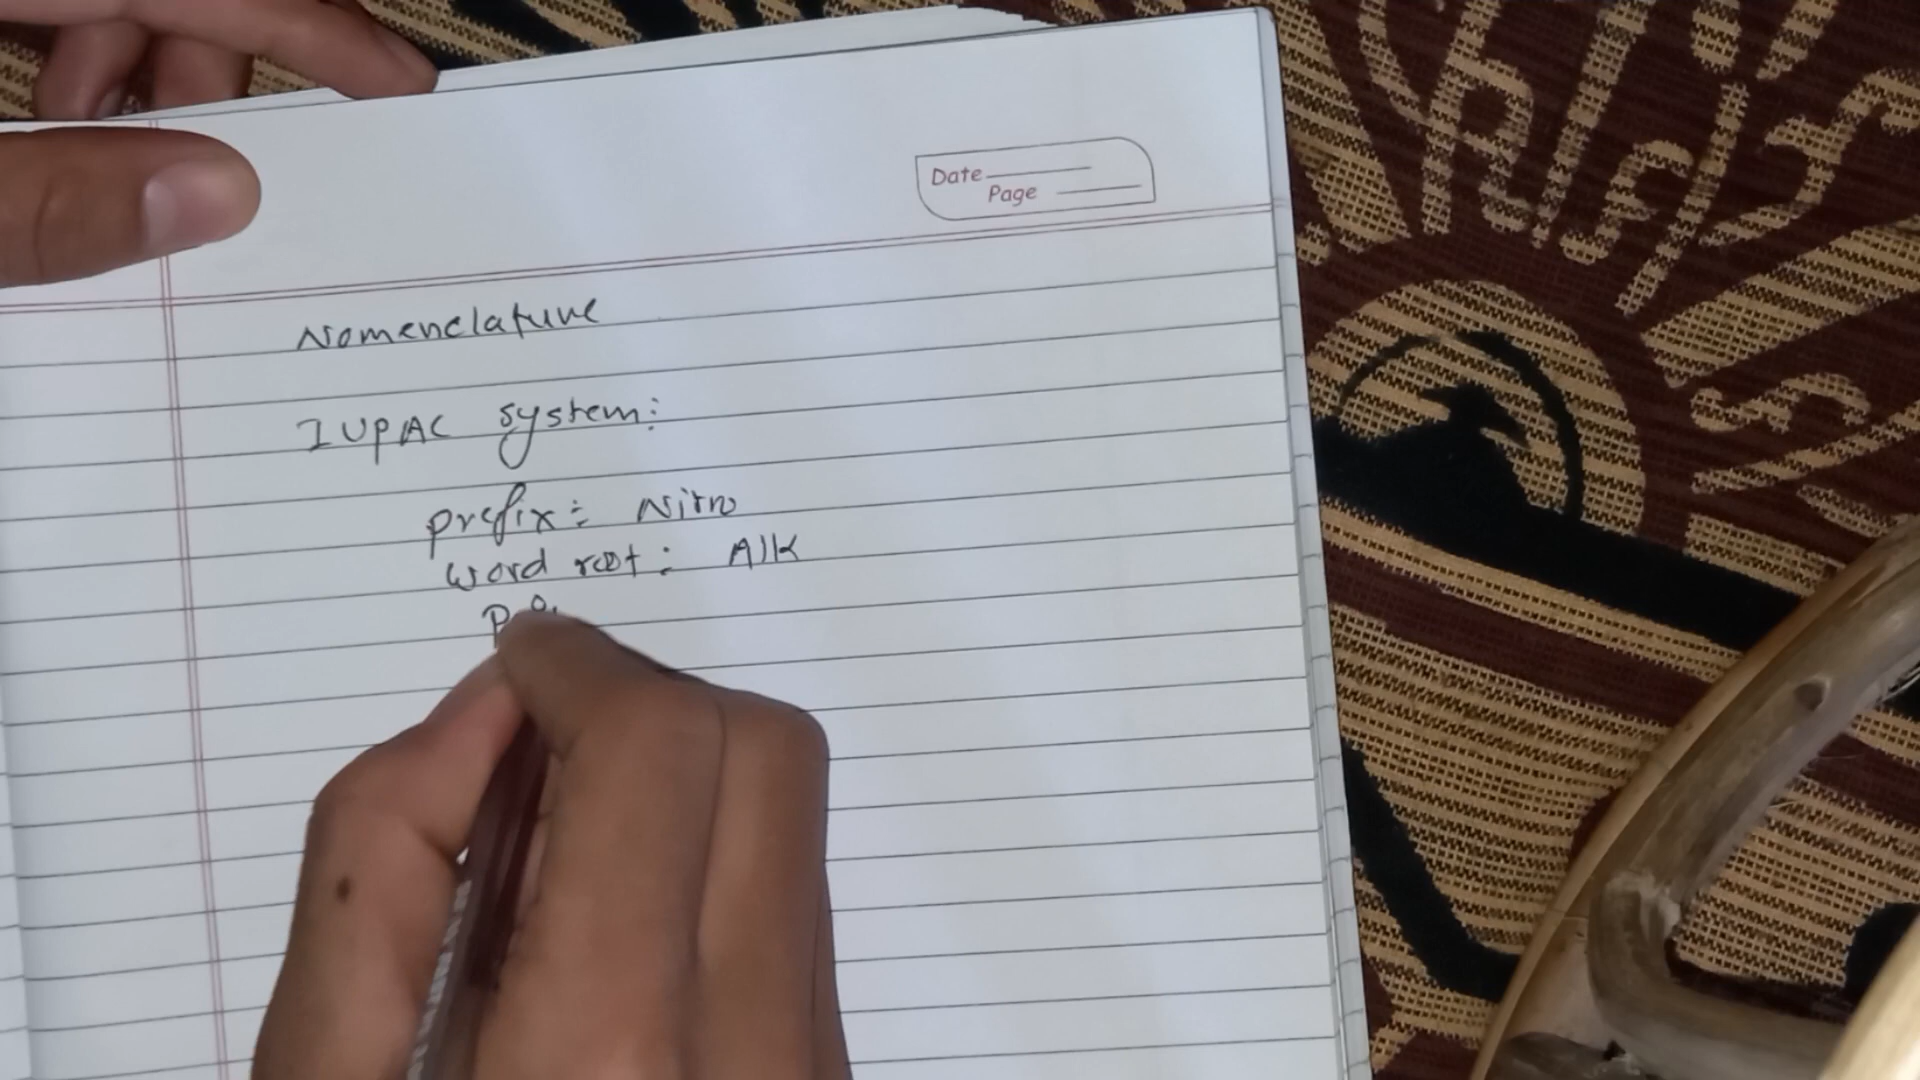 Date
Page
Nomenclature
IUPAC system:
prefix: Nitro
word root: Alk